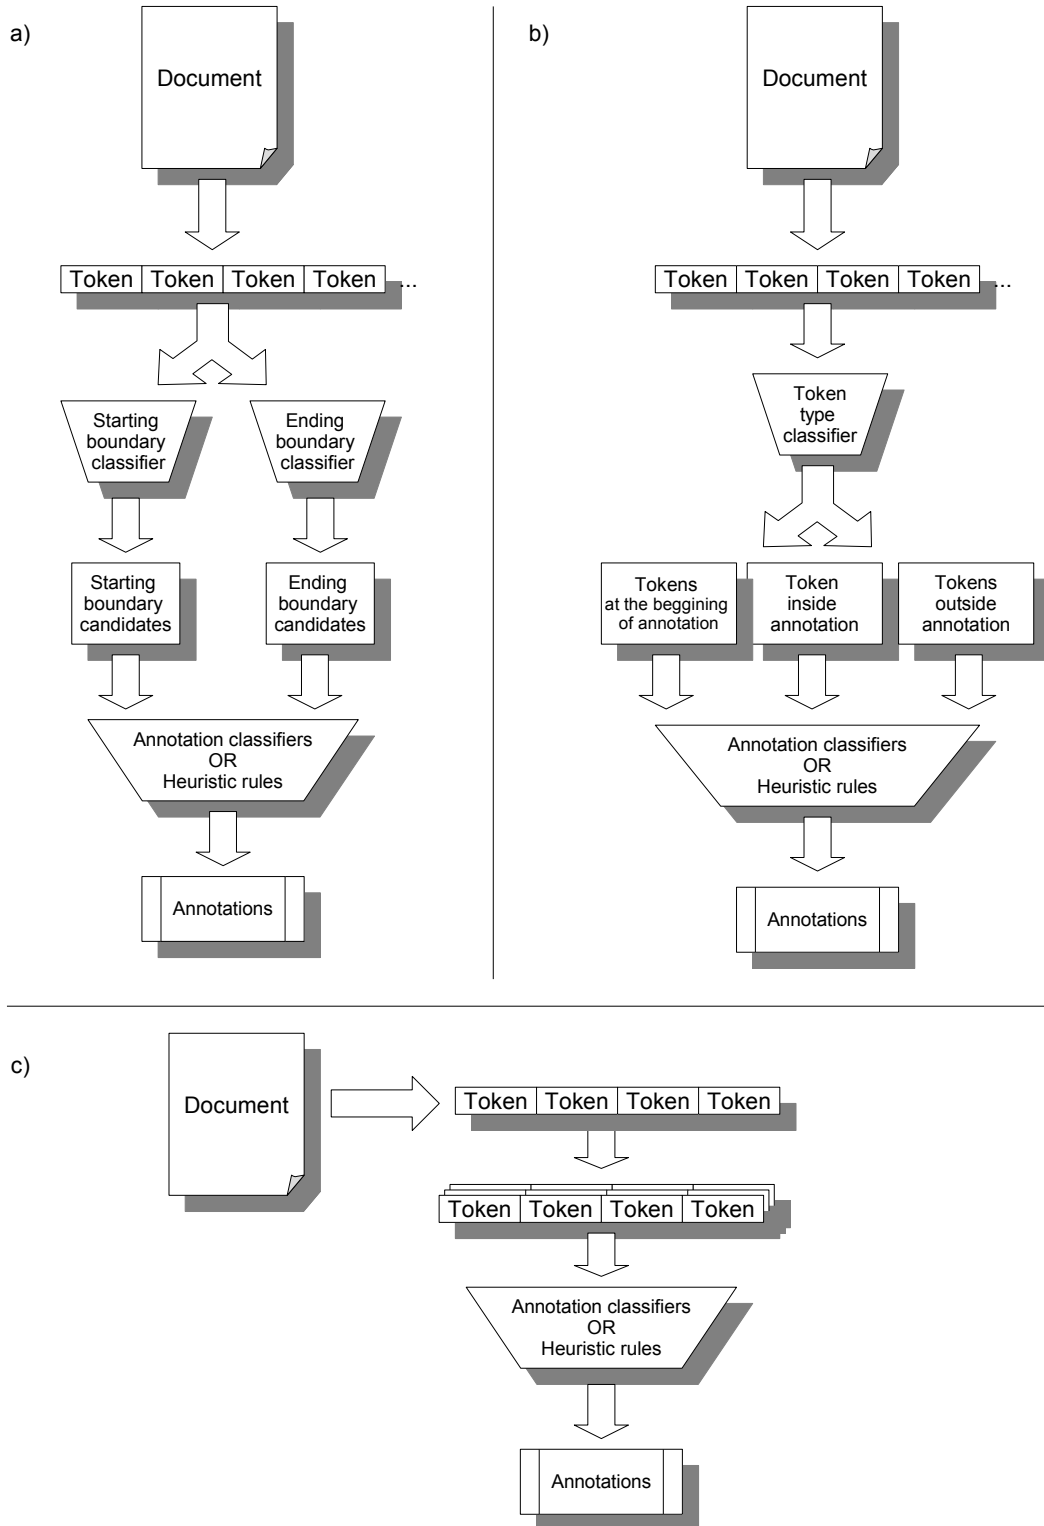 a)
Document
Token Token Token Token ...
Starting
boundary
classifier
Ending
boundary
classifier
Starting
boundary
candidates
Ending
boundary
candidates
Annotation classifiers
OR
Heuristic rules
Annotations
b)
Document
Token Token Token Token ...
Token
type
classifier
Tokens
at the beggining
of annotation
Token
inside
annotation
Tokens
outside
annotation
Annotation classifiers
OR
Heuristic rules
Annotations
c)
Document
Token Token Token Token
Token Token Token Token
Annotation classifiers
OR
Heuristic rules
Annotations